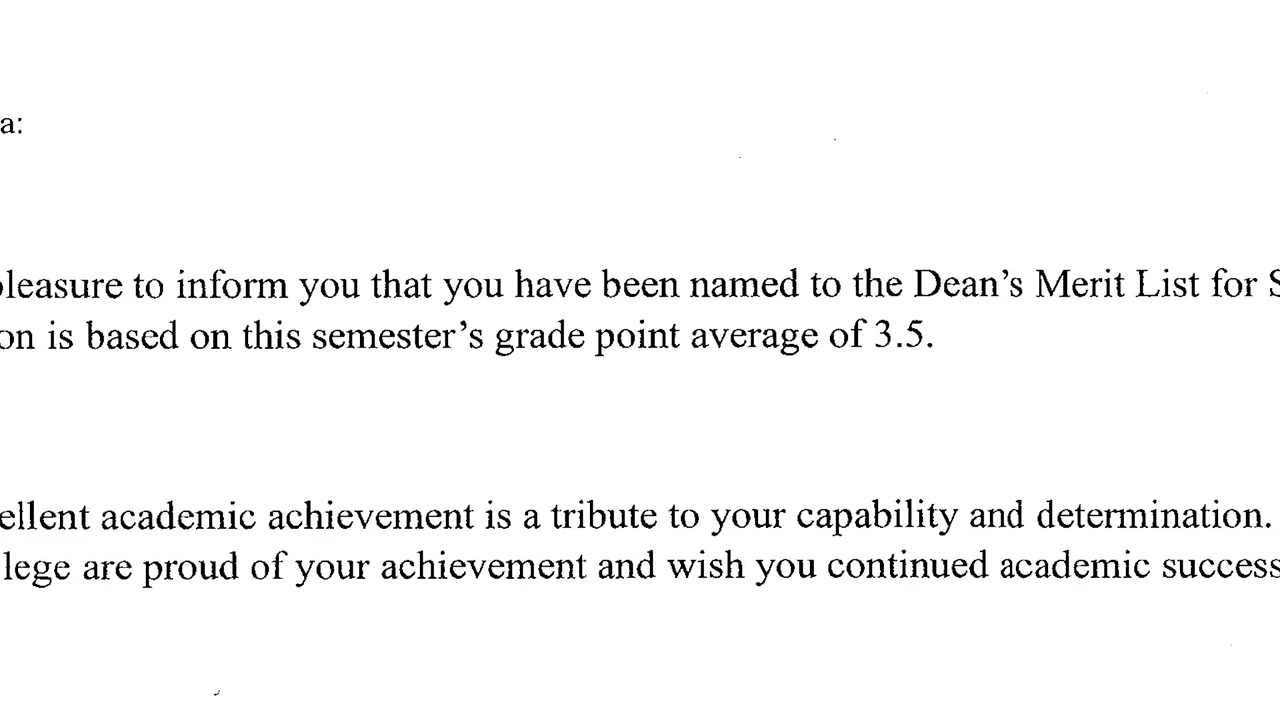 a:
pleasure to inform you that you have been named to the Dean's Merit List for S
on is based on this semester's grade point average of 3.5.
ellent academic achievement is a tribute to your capability and determination.
lege are proud of your achievement and wish you continued academic success